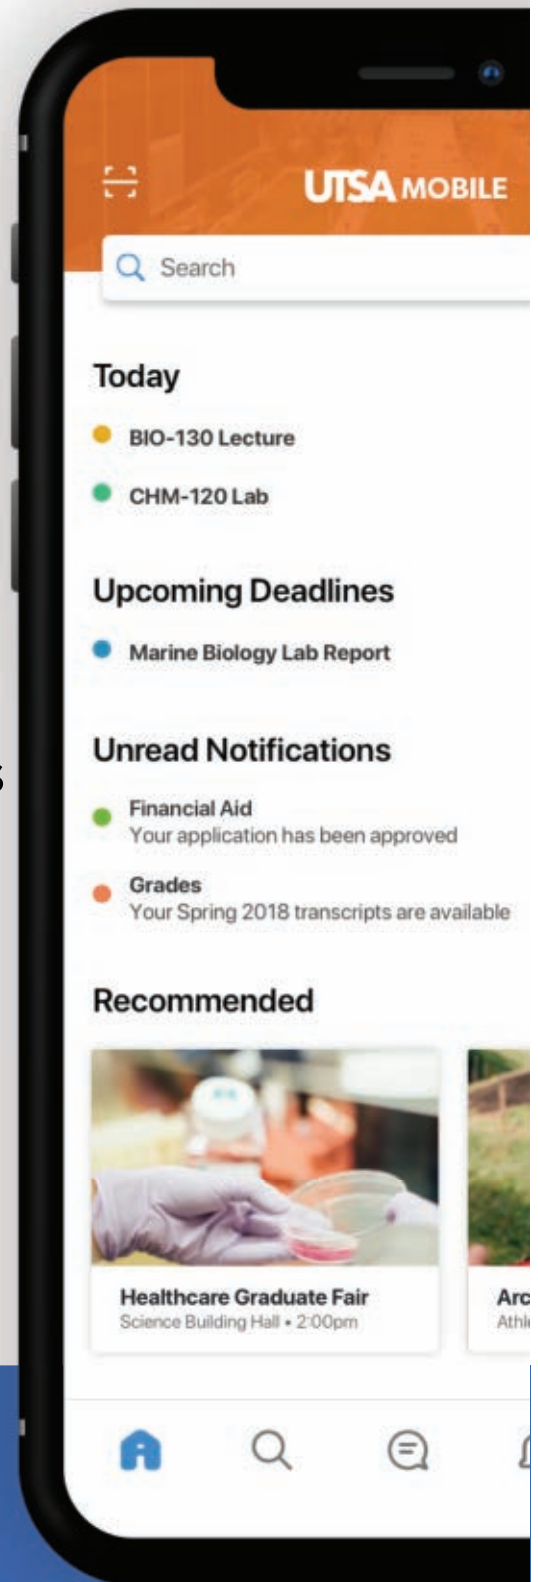 UTSA MOBILE
Search
Today
BIO-130 Lecture
CHM-120 Lab
Upcoming Deadlines
Marine Biology Lab Report
s
Unread Notifications
Financial Aid
Your application has been approved
Grades
Your Spring 2018 transcripts are available
Recommended
Healthcare Graduate Fair
Science Building Hall • 2:00pm
Arc
Athl